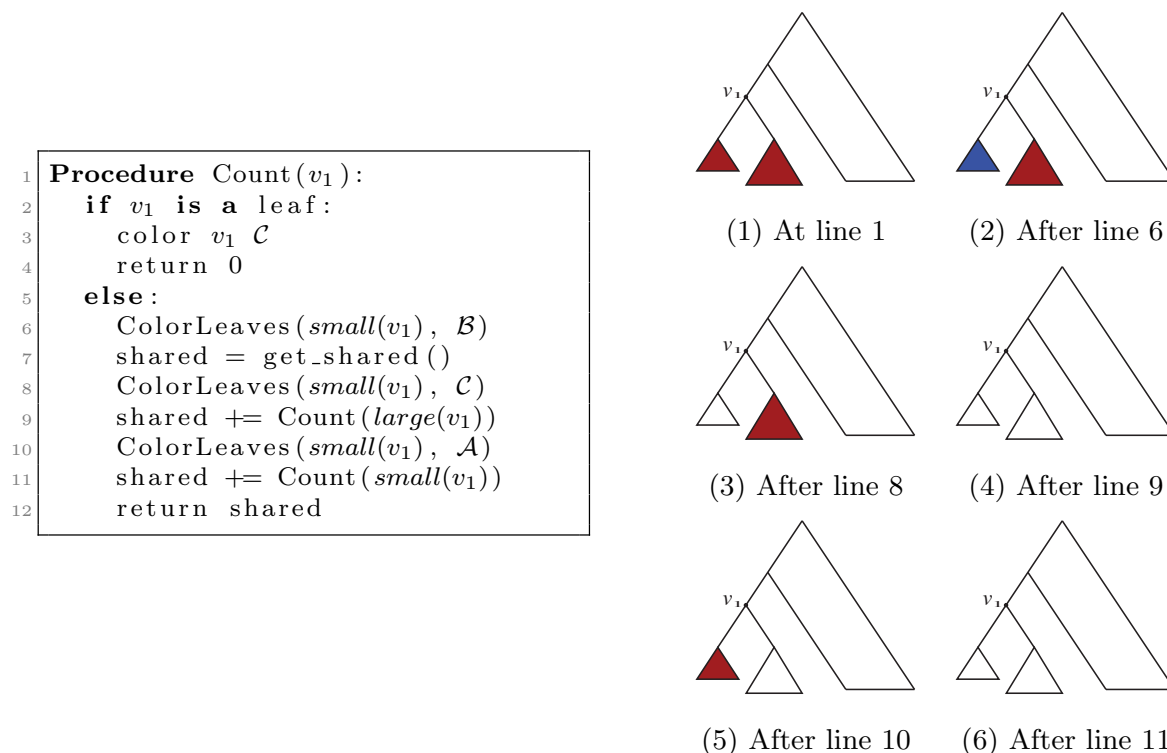 1 Procedure Count(v₁):
2 if v₁ is a leaf:
3 color v₁ 𝒞
4 return 0
5 else:
6 ColorLeaves(small(v₁), ℬ)
7 shared = get_shared()
8 ColorLeaves(small(v₁), 𝒞)
9 shared += Count(large(v₁))
10 ColorLeaves(small(v₁), 𝒜)
11 shared += Count(small(v₁))
12 return shared
v₁
v₁
(1) At line 1
(2) After line 6
v₁
v₁
(3) After line 8
(4) After line 9
v₁
v₁
(5) After line 10
(6) After line 11